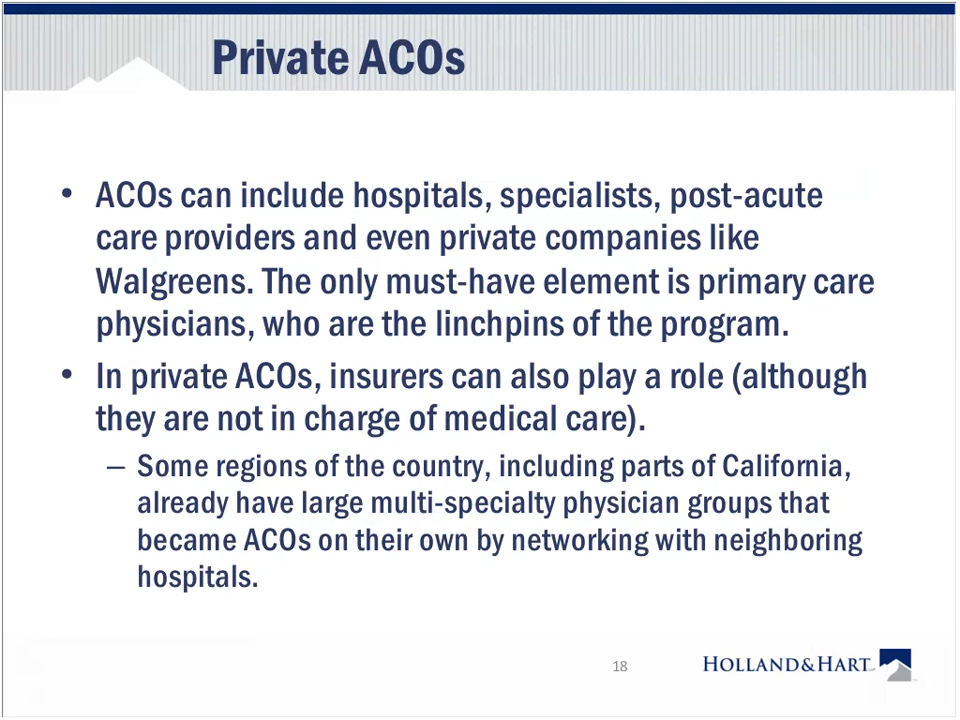 Private ACOs
• ACOs can include hospitals, specialists, post-acute
care providers and even private companies like
Walgreens. The only must-have element is primary care
physicians, who are the linchpins of the program.
• In private ACOs, insurers can also play a role (although
they are not in charge of medical care).
– Some regions of the country, including parts of California,
already have large multi-specialty physician groups that
became ACOs on their own by networking with neighboring
hospitals.
18
HOLLAND&HART